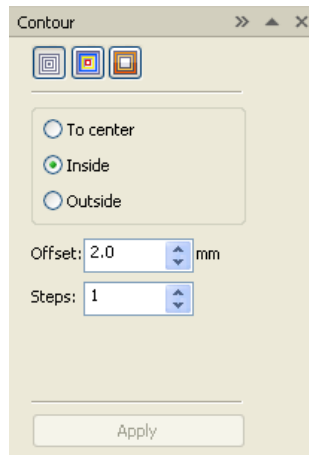 Contour
To center
Inside
Outside
Offset: 2.0 mm
Steps: 1
Apply